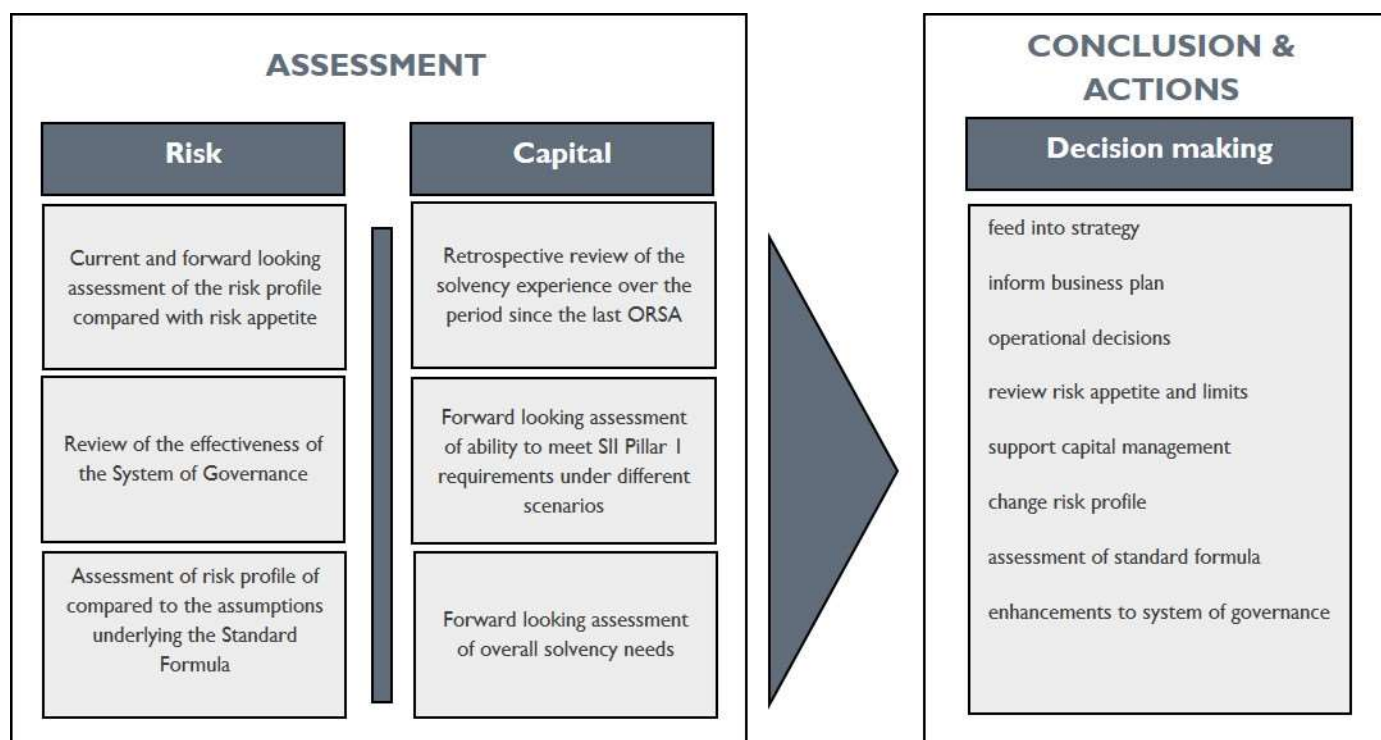 ASSESSMENT
Risk
Current and forward looking
assessment of the risk profile
compared with risk appetite
Review of the effectiveness of
the System of Governance
Assessment of risk profile of
compared to the assumptions
underlying the Standard
Formula
Capital
Retrospective review of the
solvency experience over the
period since the last ORSA
Forward looking assessment
of ability to meet SII Pillar 1
requirements under different
scenarios
Forward looking assessment
of overall solvency needs
CONCLUSION &
ACTIONS
Decision making
feed into strategy
inform business plan
operational decisions
review risk appetite and limits
support capital management
change risk profile
assessment of standard formula
enhancements to system of governance